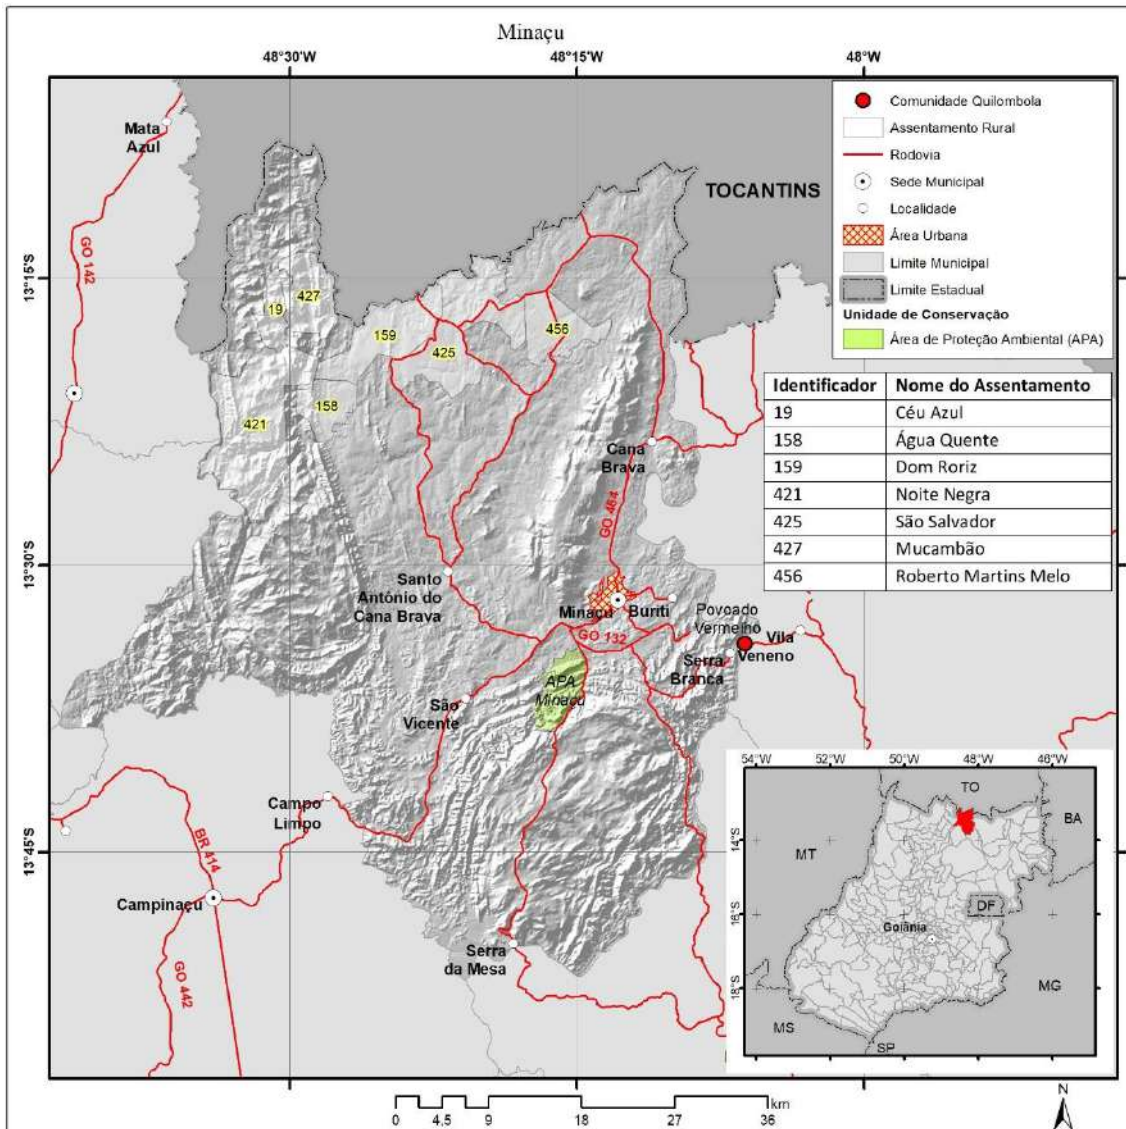 Minaçu
48°30'W
48°15'W
48°W
Mata
Azul
TOCANTINS
Comunidade Quilombola
Assentamento Rural
Rodovia
Sede Municipal
Localidade
Área Urbana
Limite Municipal
Limite Estadual
Unidade de Conservação
Área de Proteção Ambiental (APA)
GO 142
13°15'S
427
19
159
456
425
158
421
Identificador Nome do Assentamento
19 Céu Azul
158 Água Quente
159 Dom Roriz
421 Noite Negra
425 São Salvador
427 Mucambão
456 Roberto Martins Melo
Cana
Brava
GO 464
13°30'S
Santo
Antônio do
Cana Brava
Minaçu
Buriti
GO 132
Povoado
Vermelho
Vila
Veneno
Serra
Branca
APA
Minaçu
São
Vicente
Campo
Limpo
13°45'S
BR 414
Campinaçu
GO 442
Serra
da Mesa
54°W
52°W
50°W
48°W
46°W
TO
BA
MT
14°S
DF
16°S
Goiânia
18°S
MG
MS
SP
km
0 4,5 9 18 27 36
N